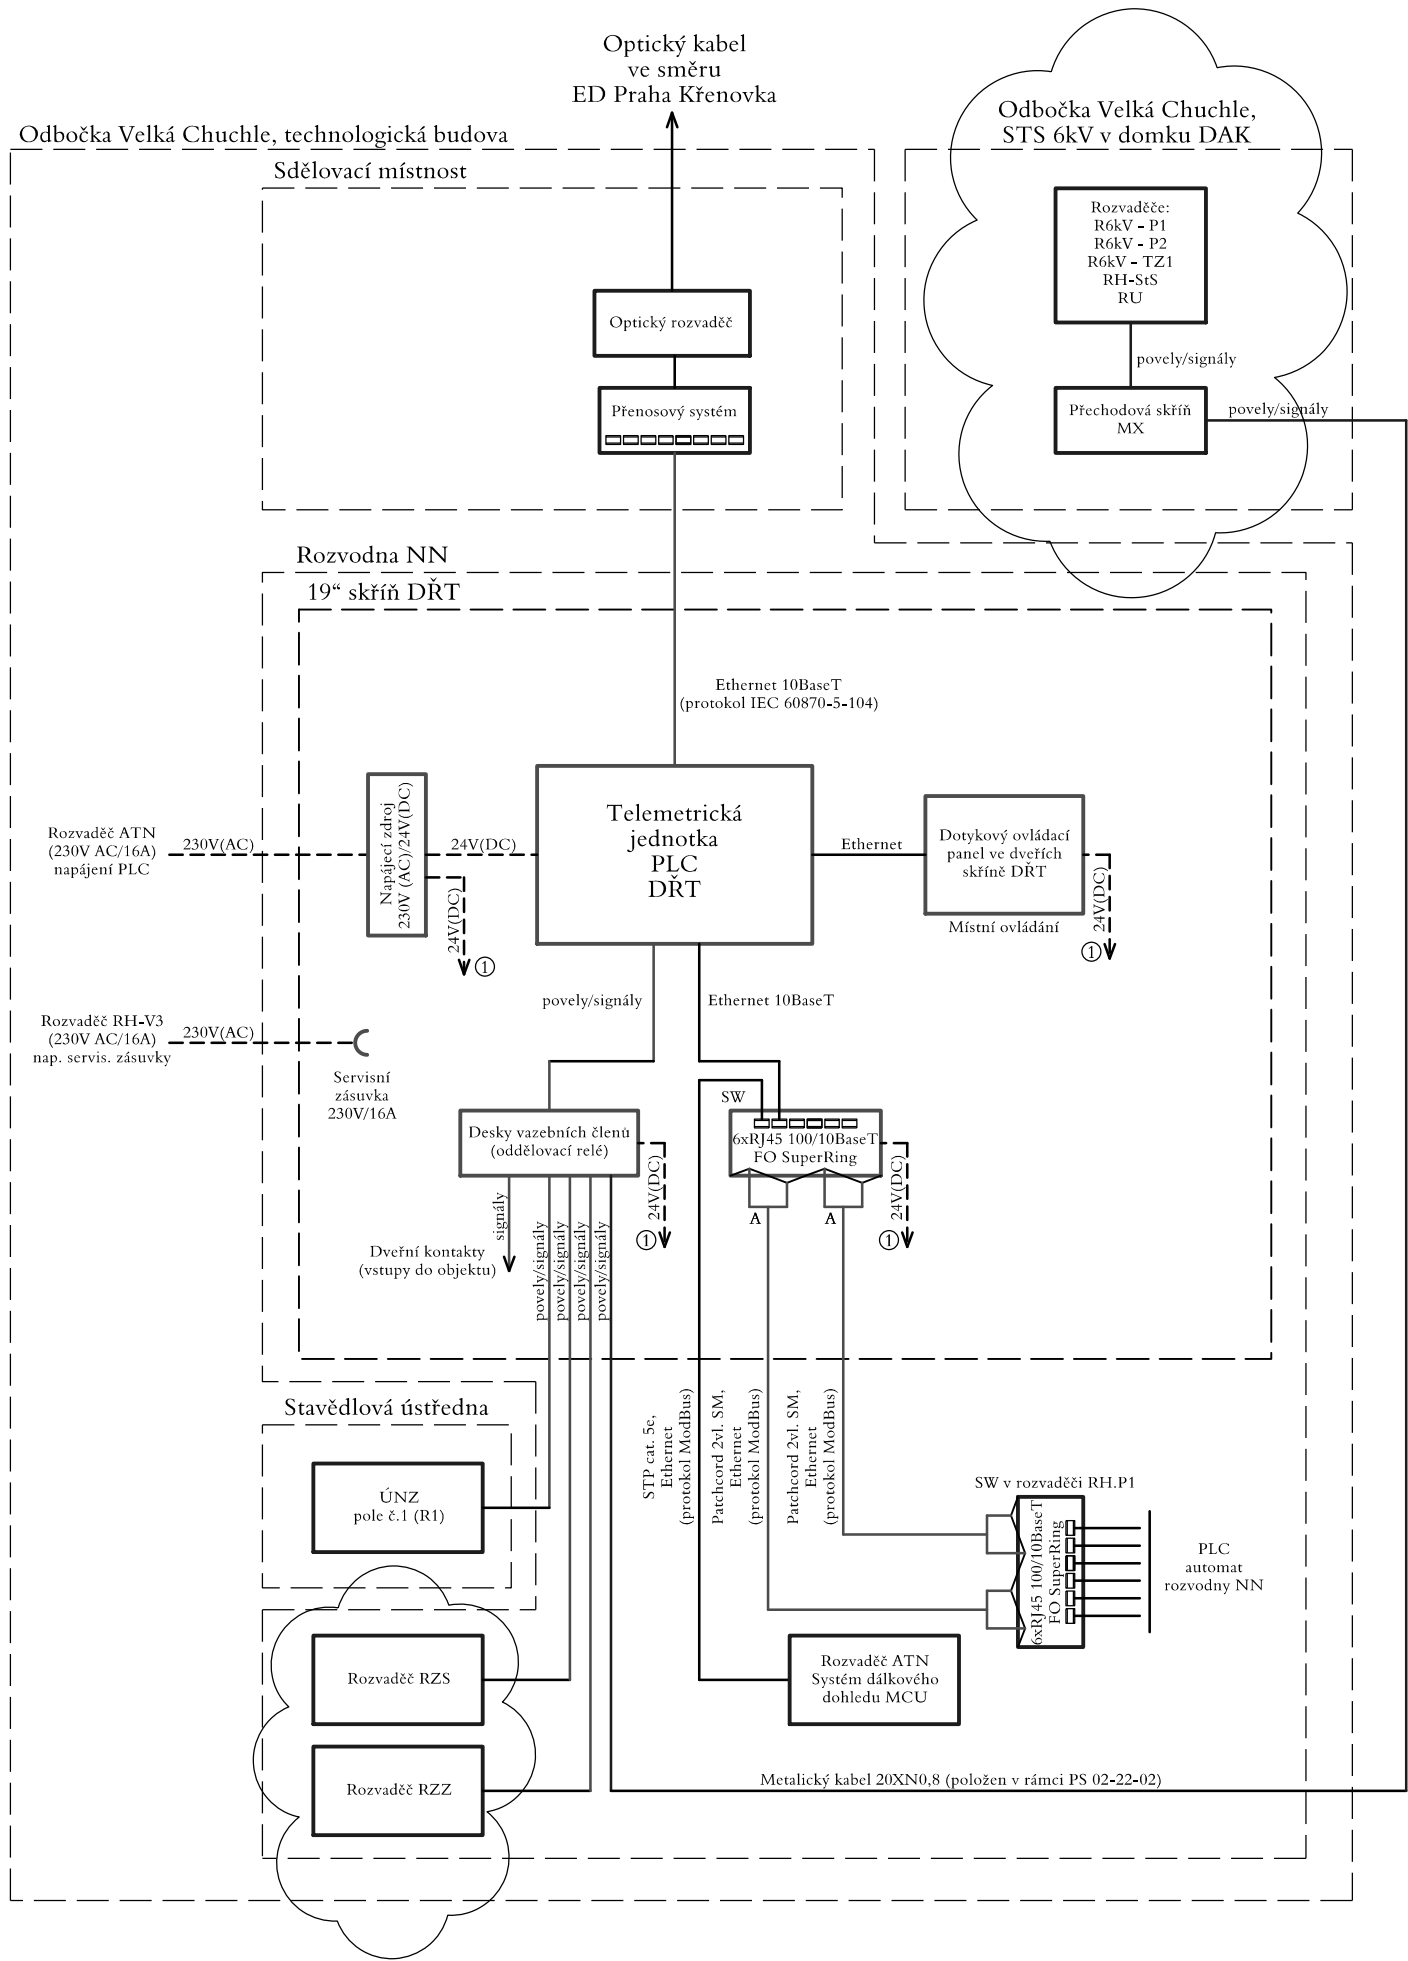 Optický kabel
ve směru
ED Praha Křenovka
Odbočka Velká Chuchle, technologická budova
Sdělovací místnost
Odbočka Velká Chuchle,
STS 6kV v domku DAK
Rozvaděče:
R6kV - P1
R6kV - P2
R6kV - TZ1
RH-StS
RU
Optický rozvaděč
povely/signály
Přenosový systém
Přechodová skříň
MX
povely/signály
Rozvodna NN
19“ skříň DŘT
Ethernet 10BaseT
(protokol IEC 60870-5-104)
Rozvaděč ATN
(230V AC/16A)
napájení PLC
230V(AC)
Napájecí zdroj
230V (AC)/24V(DC)
24V(DC)
24V(DC)
1
Telemetrická
jednotka
PLC
DŘT
Ethernet
Dotykový ovládací
panel ve dveřích
skříně DŘT
Místní ovládání
24V(DC)
1
povely/signály
Ethernet 10BaseT
Rozvaděč RH-V3
(230V AC/16A)
nap. servis. zásuvky
230V(AC)
Servisní
zásuvka
230V/16A
SW
Desky vazebních členů
(oddělovací relé)
24V(DC)
1
6xRJ45 100/10BaseT
FO SuperRing
24V(DC)
1
A
A
signály
Dveřní kontakty
(vstupy do objektu)
povely/signály
povely/signály
povely/signály
povely/signály
Stavědlová ústředna
STP cat. 5e,
Ethernet
(protokol ModBus)
Patchcord 2vl. SM,
Ethernet
(protokol ModBus)
Patchcord 2vl. SM,
Ethernet
(protokol ModBus)
ÚNZ
pole č.1 (R1)
SW v rozvaděči RH.P1
6xRJ45 100/10BaseT
FO SuperRing
PLC
automat
rozvodny NN
Rozvaděč RZS
Rozvaděč ATN
Systém dálkového
dohledu MCU
Rozvaděč RZZ
Metalický kabel 20XN0,8 (položen v rámci PS 02-22-02)